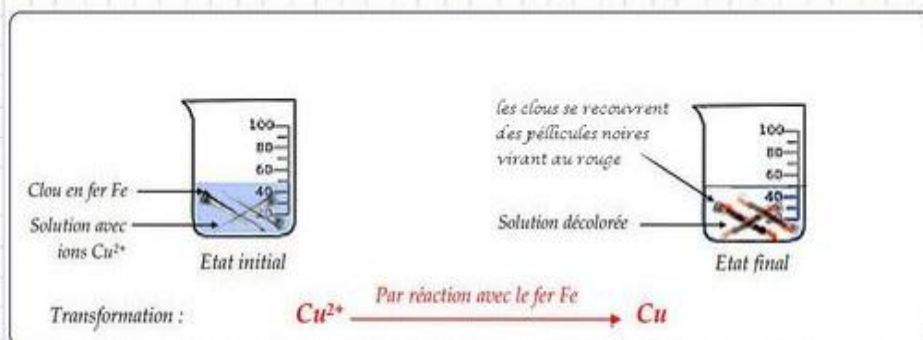 les clous se recouvrent
des péllicules noires
virant au rouge
100
80
60
40
20
Clou en fer Fe
Solution avec
ions Cu²⁺
Etat initial
100
80
60
40
20
Solution décolorée
Etat final
Transformation :
Cu²⁺
Par réaction avec le fer Fe
Cu